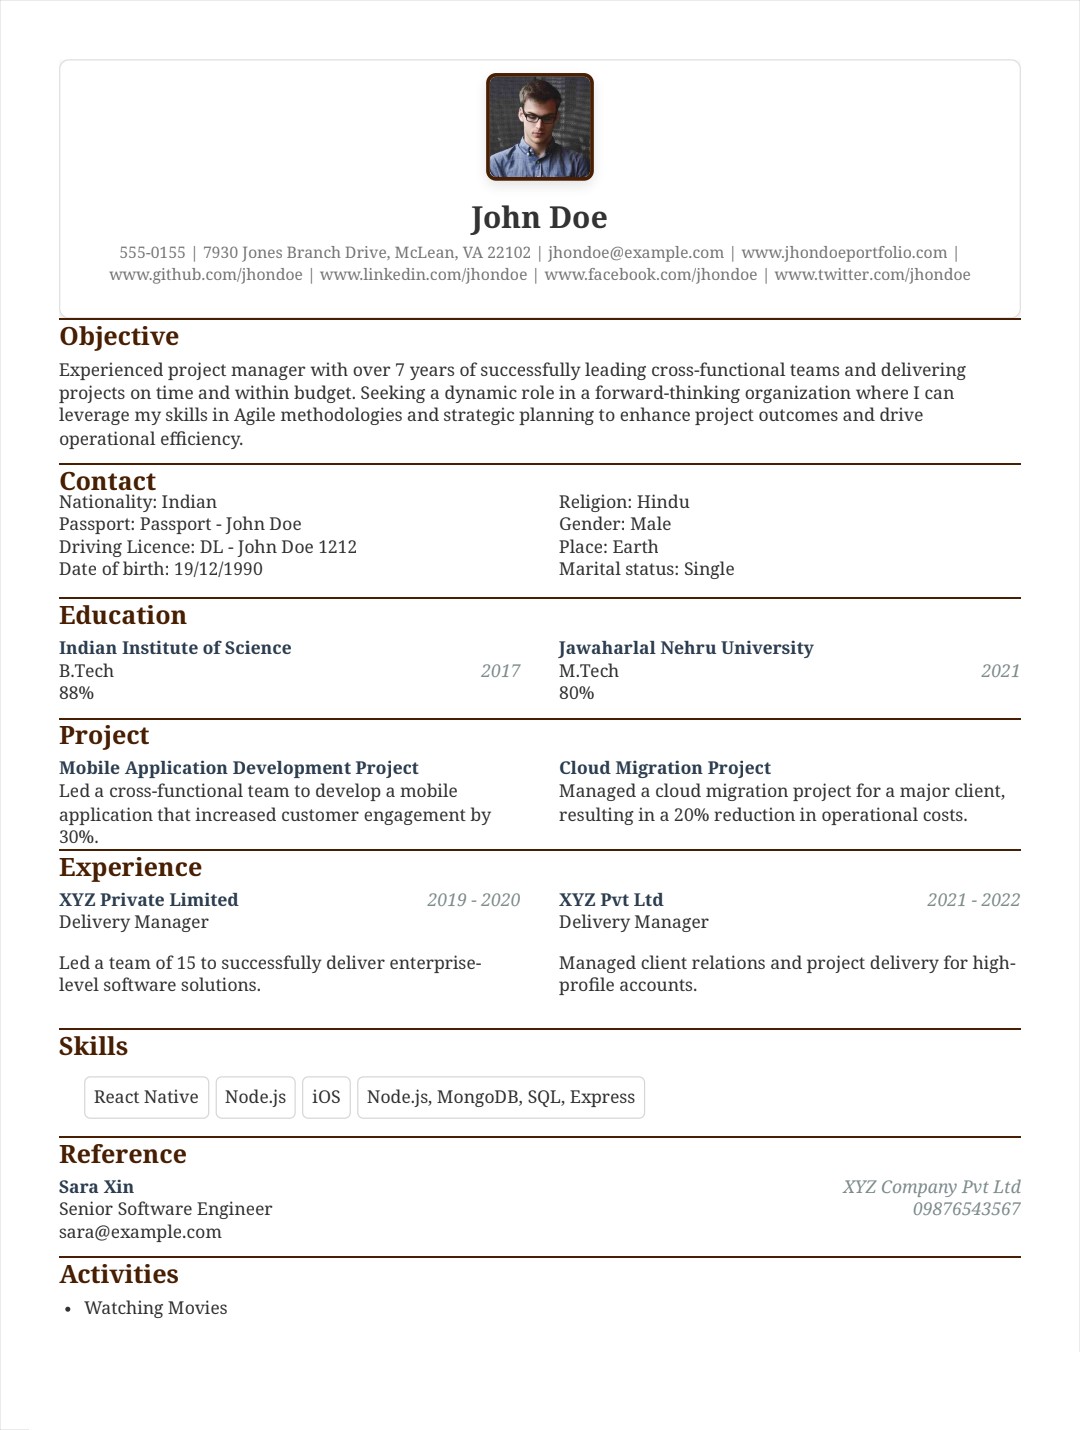 John Doe
555-0155 | 7930 Jones Branch Drive, McLean, VA 22102 | jhondoe@example.com | www.jhondoeportfolio.com |
www.github.com/jhondoe | www.linkedin.com/jhondoe | www.facebook.com/jhondoe | www.twitter.com/jhondoe
Objective
Experienced project manager with over 7 years of successfully leading cross-functional teams and delivering
projects on time and within budget. Seeking a dynamic role in a forward-thinking organization where I can
leverage my skills in Agile methodologies and strategic planning to enhance project outcomes and drive
operational efficiency.
Contact
Nationality: Indian
Passport: Passport - John Doe
Driving Licence: DL - John Doe 1212
Date of birth: 19/12/1990
Religion: Hindu
Gender: Male
Place: Earth
Marital status: Single
Education
Indian Institute of Science
B.Tech 2017
88%
Jawaharlal Nehru University
M.Tech 2021
80%
Project
Mobile Application Development Project
Led a cross-functional team to develop a mobile
application that increased customer engagement by
30%.
Cloud Migration Project
Managed a cloud migration project for a major client,
resulting in a 20% reduction in operational costs.
Experience
XYZ Private Limited 2019 - 2020
Delivery Manager
Led a team of 15 to successfully deliver enterprise-
level software solutions.
XYZ Pvt Ltd 2021 - 2022
Delivery Manager
Managed client relations and project delivery for high-
profile accounts.
Skills
React Native Node.js iOS Node.js, MongoDB, SQL, Express
Reference
Sara Xin XYZ Company Pvt Ltd
Senior Software Engineer 09876543567
sara@example.com
Activities
• Watching Movies